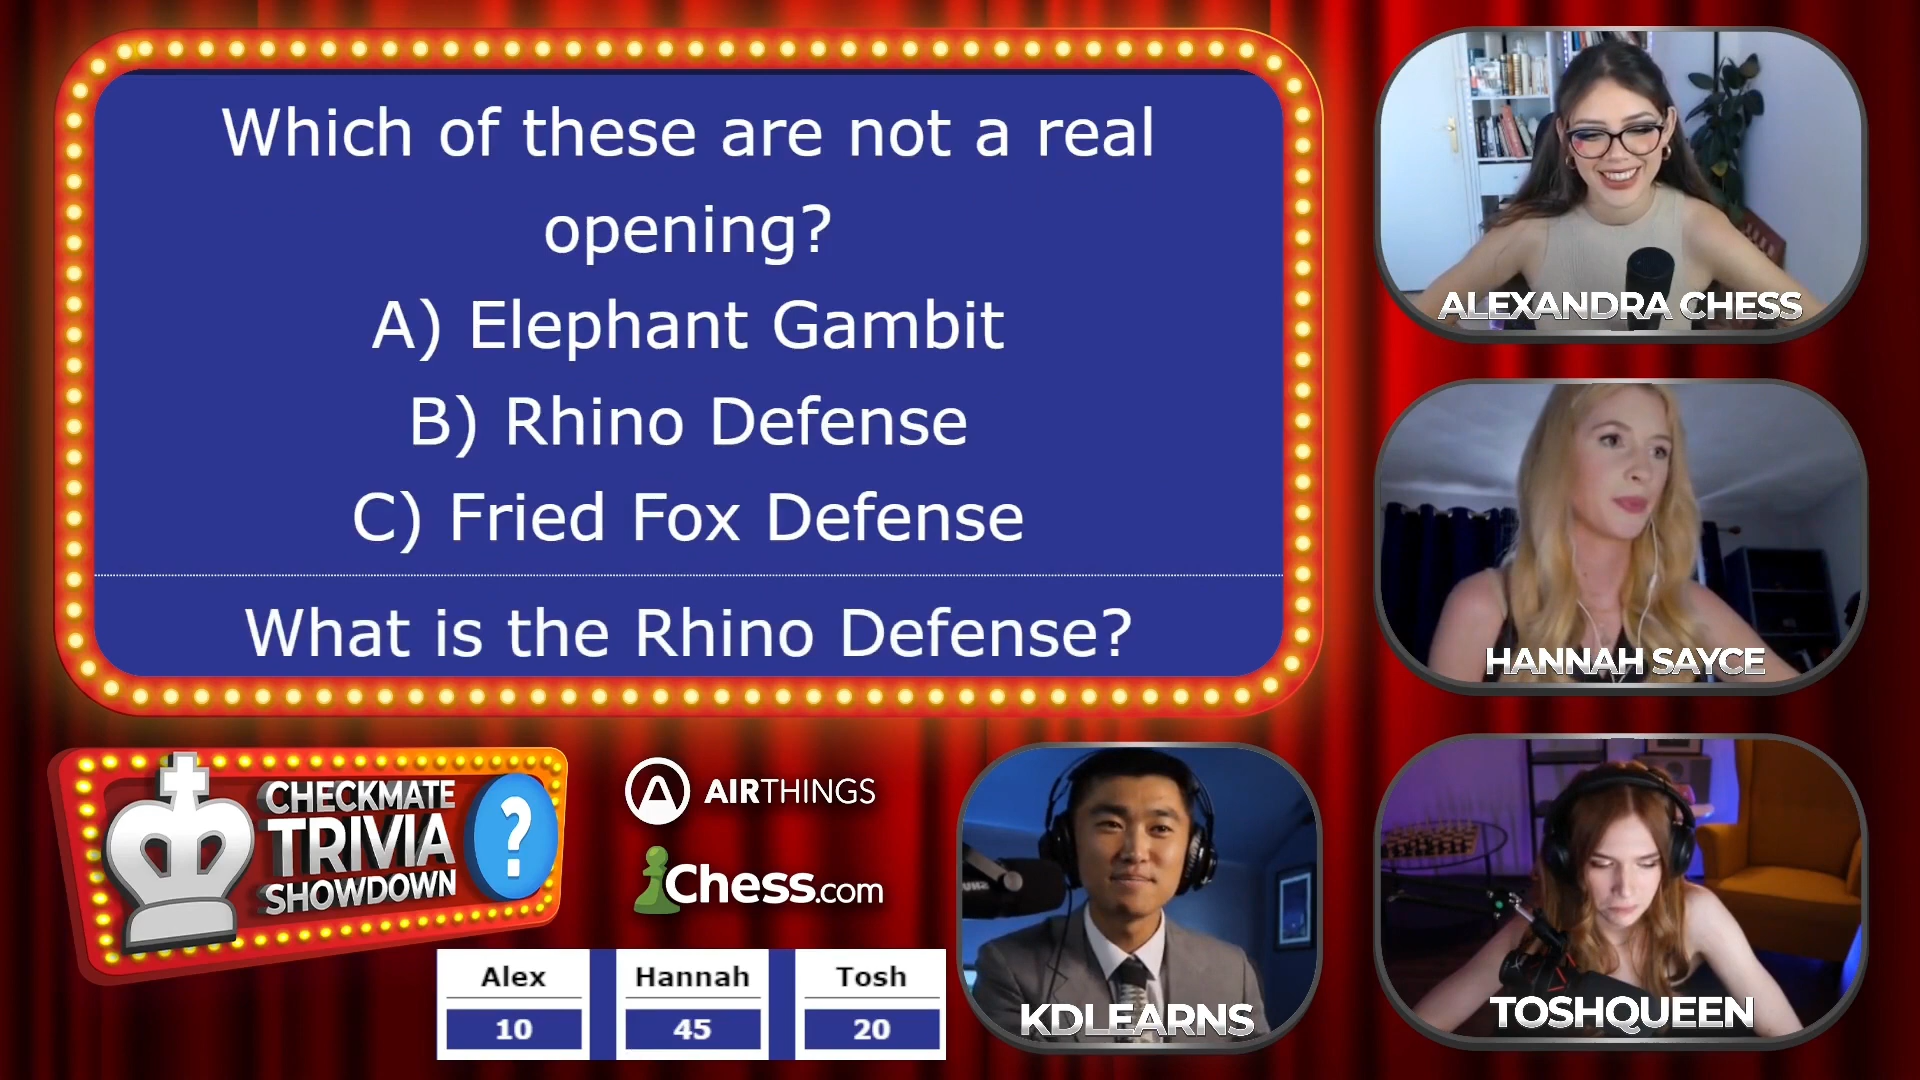 Which of these are not a real
opening?
A) Elephant Gambit
B) Rhino Defense
C) Fried Fox Defense
What is the Rhino Defense?
ALEXANDRA CHESS
HANNAH SAYCE
TOSHQUEEN
KDLEARNS
CHECKMATE
TRIVIA
SHOWDOWN
?
AIRTHINGS
Chess.com
Alex Hannah Tosh
10 45 20